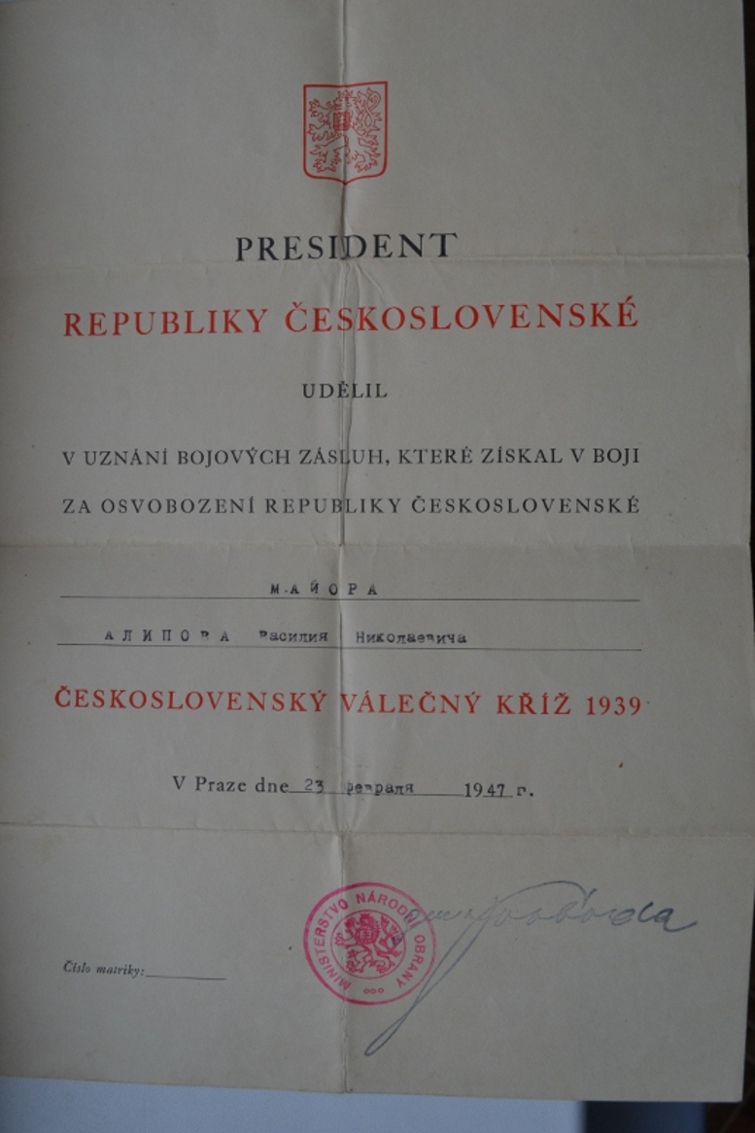 PRESIDENT
REPUBLIKY ČESKOSLOVENSKÉ
UDĚLIL
V UZNÁNÍ BOJOVÝCH ZÁSLUH, KTERÉ ZÍSKAL V BOJI
ZA OSVOBOZENÍ REPUBLIKY ČESKOSLOVENSKÉ
МАЙОРА
АЛИПОВА Василия Николаевича
ČESKOSLOVENSKÝ VÁLEČNÝ KŘÍŽ 1939
V Praze dne 23 февраля 1947 г.
MINISTERSTVO NÁRODNÍ OBRANY
Svoboda
Číslo matriky: